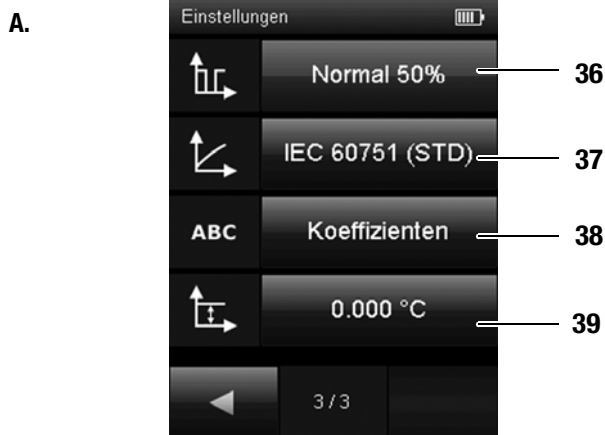 A.
Einstellungen
Normal 50%
36
IEC 60751 (STD)
37
ABC
Koeffizienten
38
0.000 °C
39
3/3